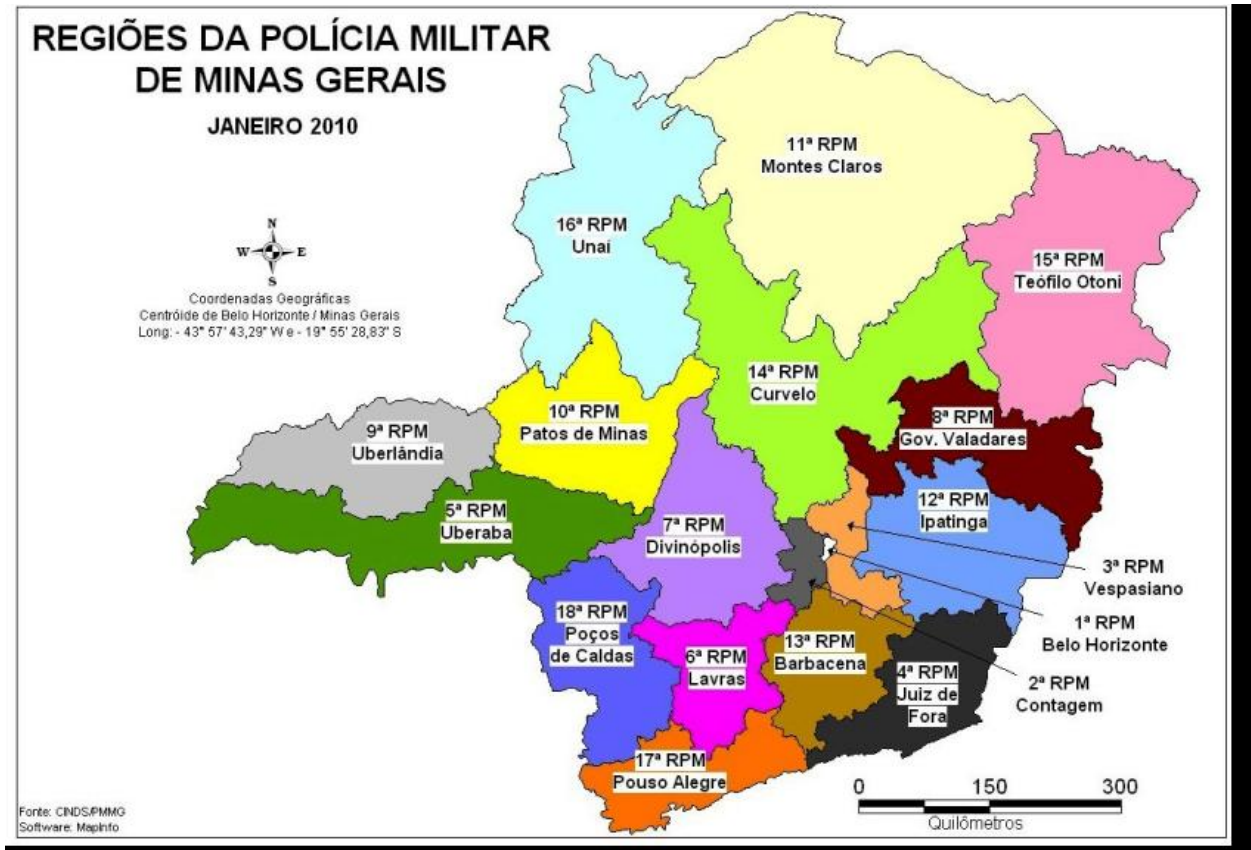 REGIÕES DA POLÍCIA MILITAR
DE MINAS GERAIS
JANEIRO 2010
N
W
E
S
Coordenadas Geográficas
Centróide de Belo Horizonte / Minas Gerais
Long: - 43° 57' 43,29" W e - 19° 55' 28,83" S
11ª RPM
Montes Claros
16ª RPM
Unaí
15ª RPM
Teófilo Otoni
14ª RPM
Curvelo
10ª RPM
Patos de Minas
9ª RPM
Uberlândia
8ª RPM
Gov. Valadares
5ª RPM
Uberaba
7ª RPM
Divinópolis
12ª RPM
Ipatinga
3ª RPM
Vespasiano
1ª RPM
Belo Horizonte
2ª RPM
Contagem
18ª RPM
Poços
de Caldas
6ª RPM
Lavras
13ª RPM
Barbacena
4ª RPM
Juiz de
Fora
17ª RPM
Pouso Alegre
0 150 300
Quilômetros
Fonte: CINDS/PMMG
Software: MapInfo